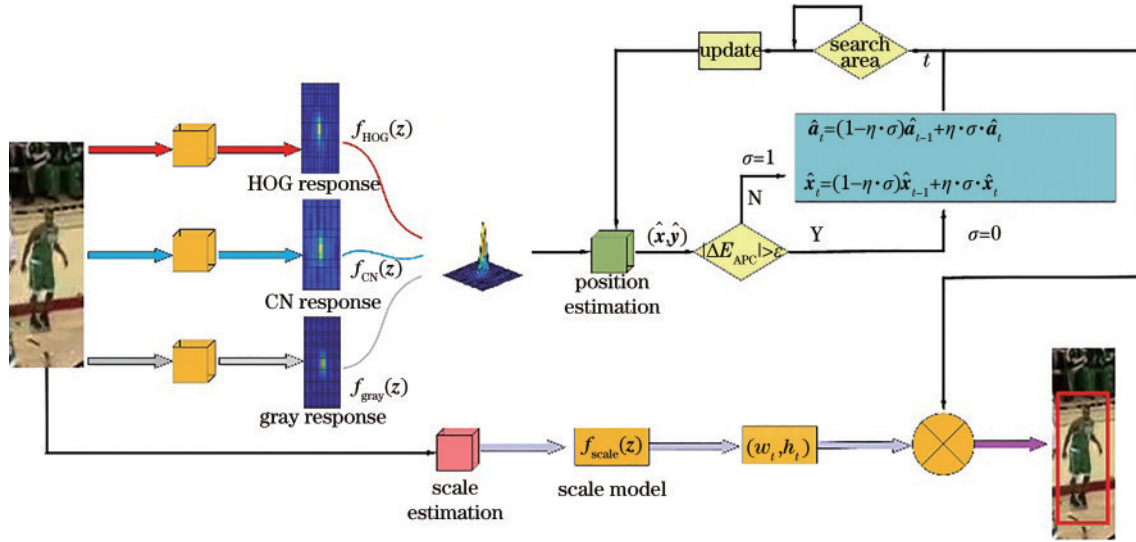 update
search
area
t
f_HOG(z)
HOG response
â_t=(1−η·σ)â_{t−1}+η·σ·â_t
x̂_t=(1−η·σ)x̂_{t−1}+η·σ·x̂_t
σ=1
N
(x̂,ŷ)
|ΔE_APC|>ε
Y
σ=0
position
estimation
f_CN(z)
CN response
f_gray(z)
gray response
scale
estimation
f_scale(z)
scale model
(w_t,h_t)